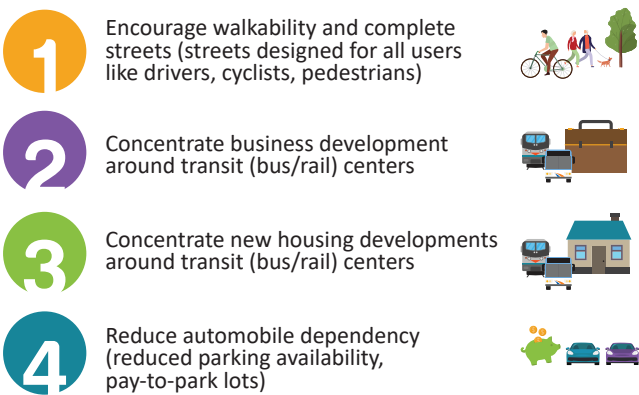 1
Encourage walkability and complete
streets (streets designed for all users
like drivers, cyclists, pedestrians)
2
Concentrate business development
around transit (bus/rail) centers
3
Concentrate new housing developments
around transit (bus/rail) centers
4
Reduce automobile dependency
(reduced parking availability,
pay-to-park lots)